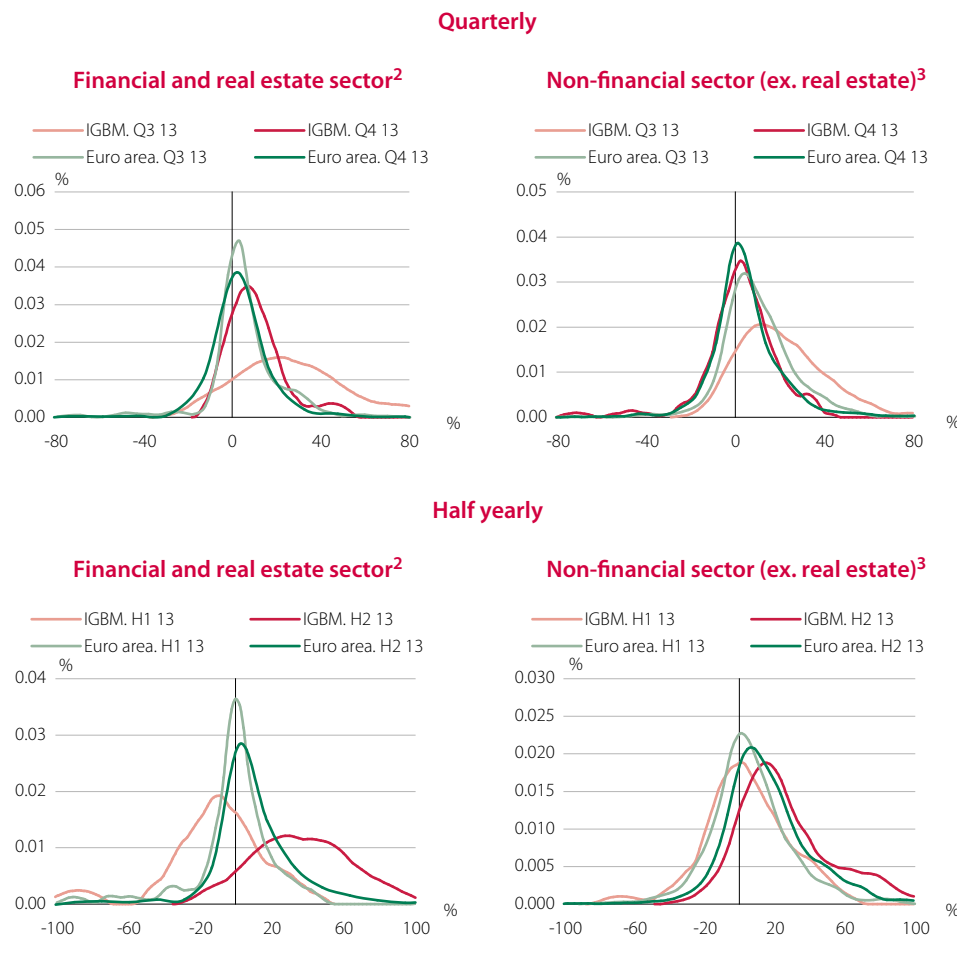 Quarterly
Financial and real estate sector2
IGBM. Q3 13
IGBM. Q4 13
Euro area. Q3 13
Euro area. Q4 13
%
0.06
0.05
0.04
0.03
0.02
0.01
0.00
-80
-40
0
40
80
%
Non-financial sector (ex. real estate)3
IGBM. Q3 13
IGBM. Q4 13
Euro area. Q3 13
Euro area. Q4 13
%
0.05
0.04
0.03
0.02
0.01
0.00
-80
-40
0
40
80
%
Half yearly
Financial and real estate sector2
IGBM. H1 13
IGBM. H2 13
Euro area. H1 13
Euro area. H2 13
%
0.04
0.03
0.02
0.01
0.00
-100
-60
-20
20
60
100
%
Non-financial sector (ex. real estate)3
IGBM. H1 13
IGBM. H2 13
Euro area. H1 13
Euro area. H2 13
%
0.030
0.025
0.020
0.015
0.010
0.005
0.000
-100
-60
-20
20
60
100
%